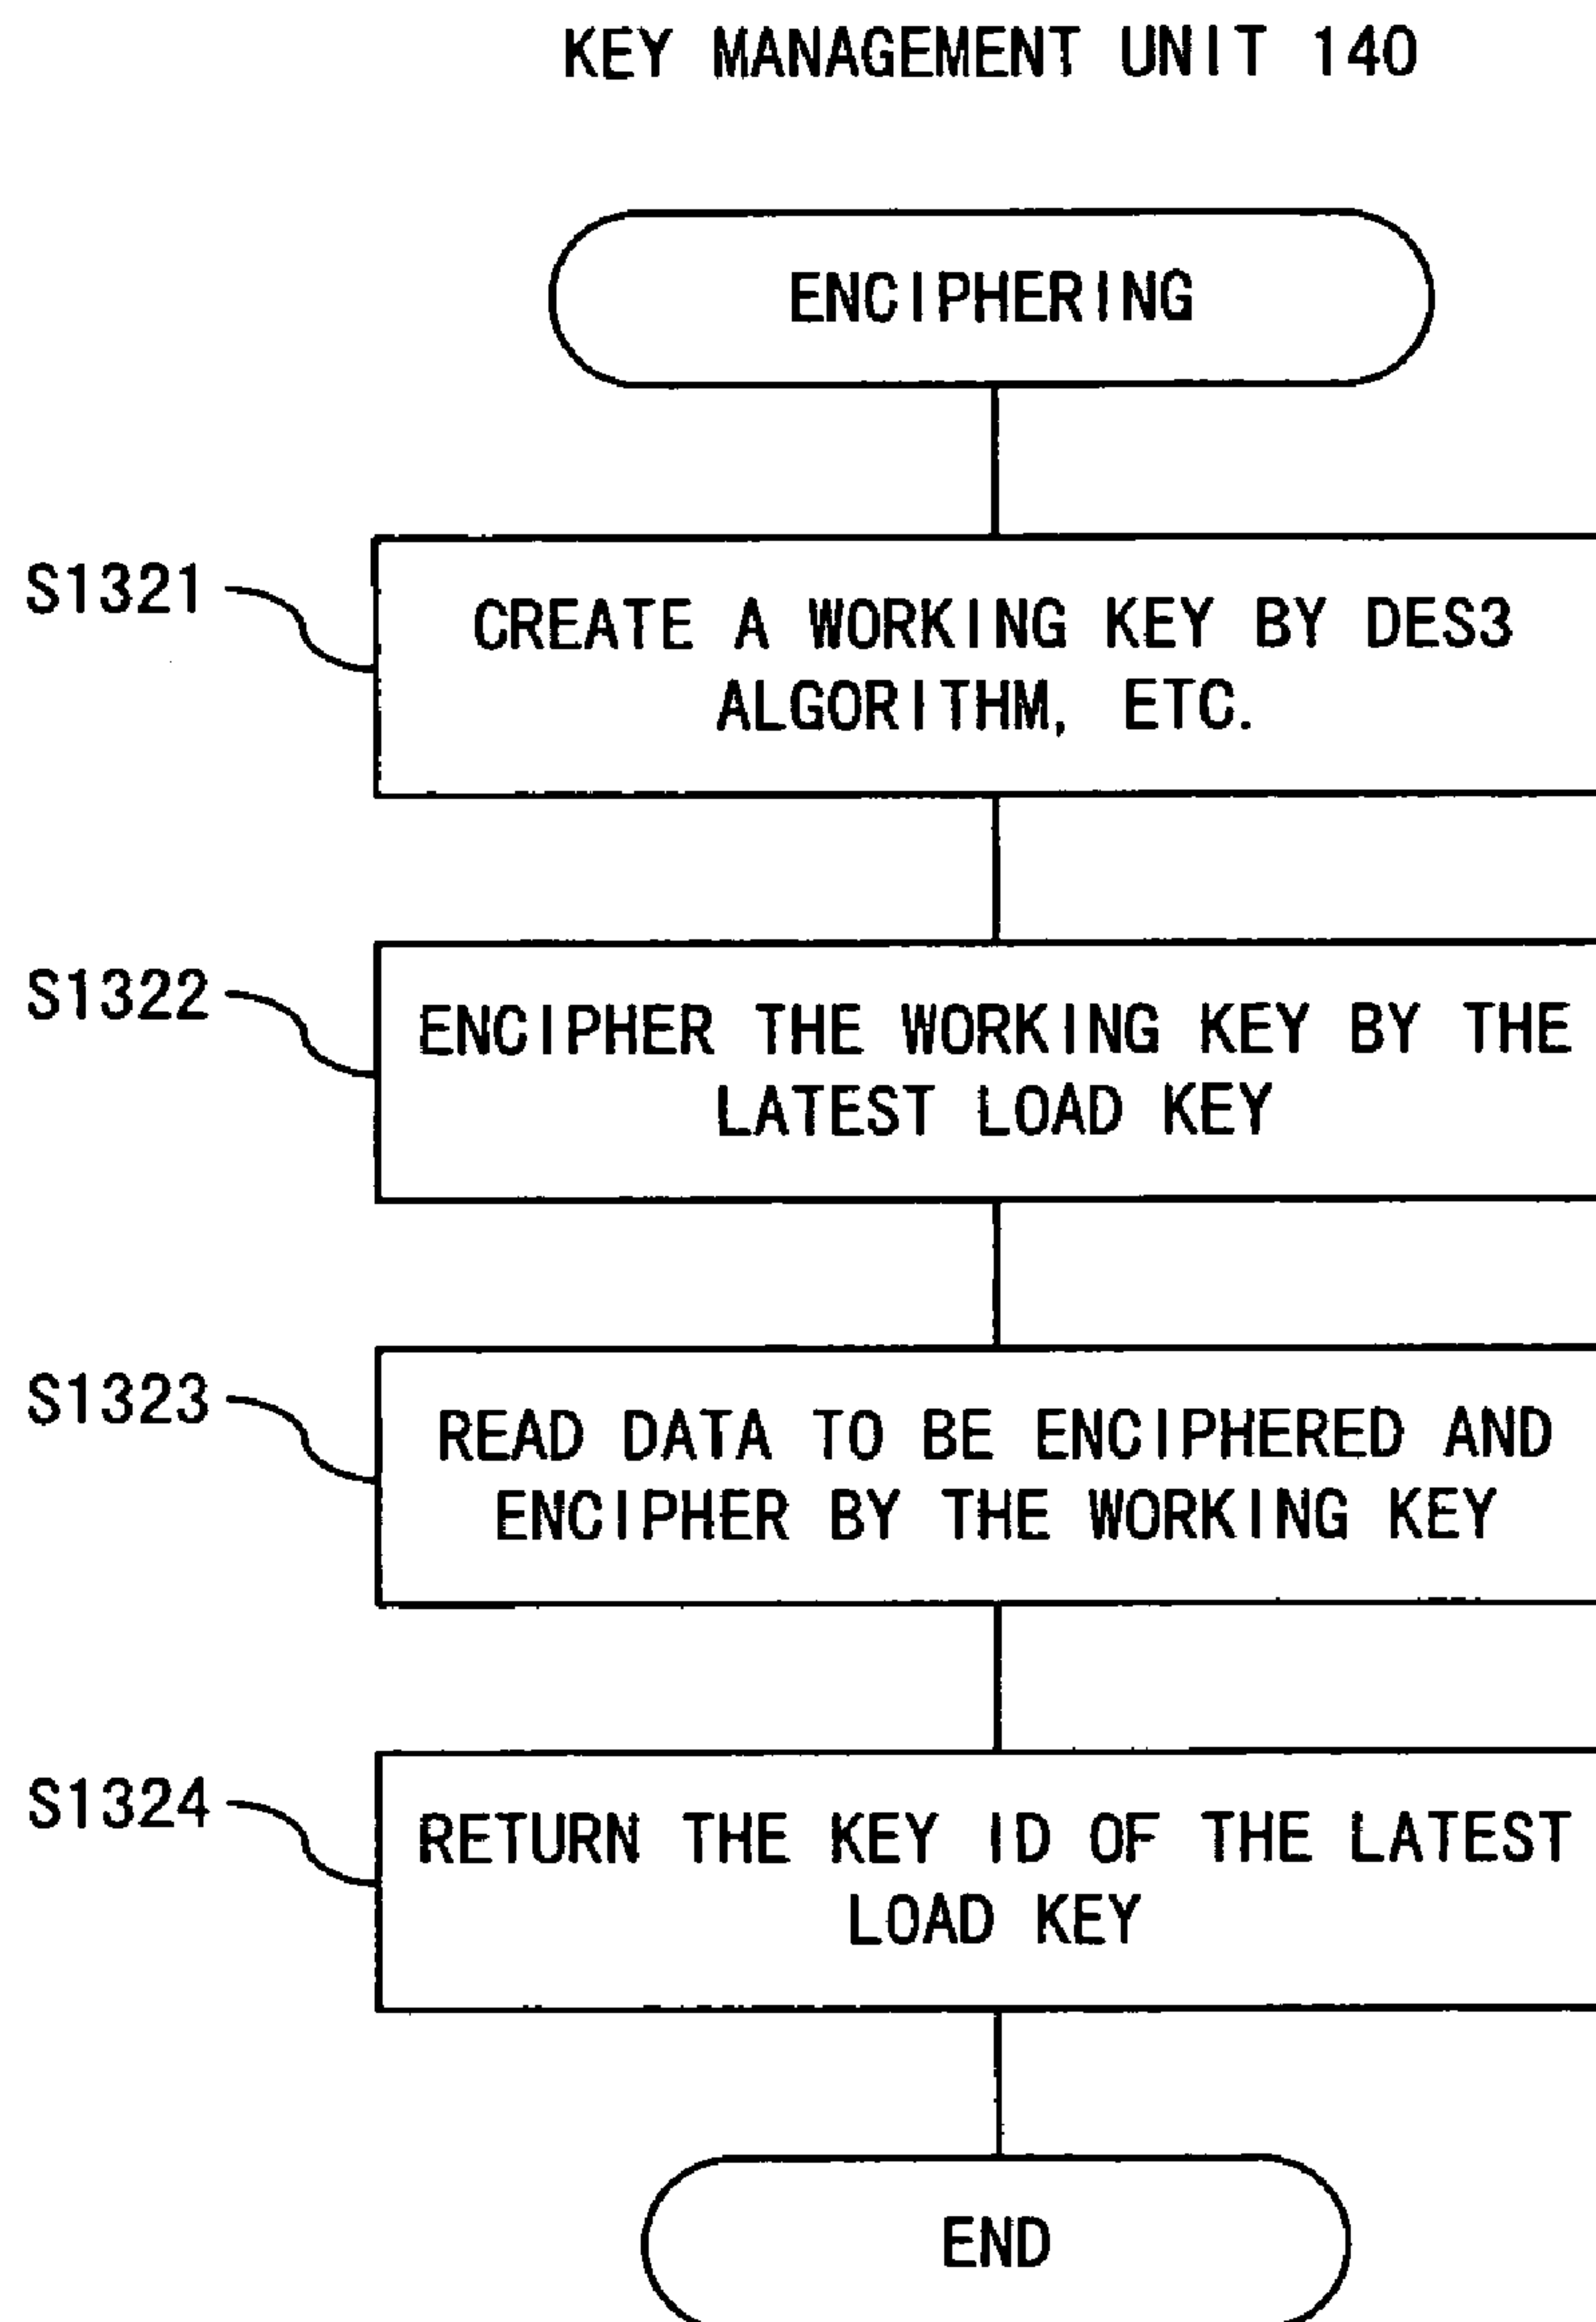 KEY MANAGEMENT UNIT 140
ENCIPHERING
S1321
CREATE A WORKING KEY BY DES3
ALGORITHM, ETC.
S1322
ENCIPHER THE WORKING KEY BY THE
LATEST LOAD KEY
S1323
READ DATA TO BE ENCIPHERED AND
ENCIPHER BY THE WORKING KEY
S1324
RETURN THE KEY ID OF THE LATEST
LOAD KEY
END